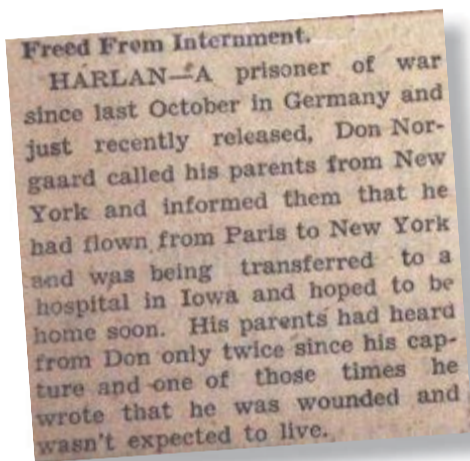 Freed From Internment.
HARLAN—A prisoner of war
since last October in Germany and
just recently released, Don Nor-
gaard called his parents from New
York and informed them that he
had flown from Paris to New York
and was being transferred to a
hospital in Iowa and hoped to be
home soon. His parents had heard
from Don only twice since his cap-
ture and one of those times he
wrote that he was wounded and
wasn't expected to live.